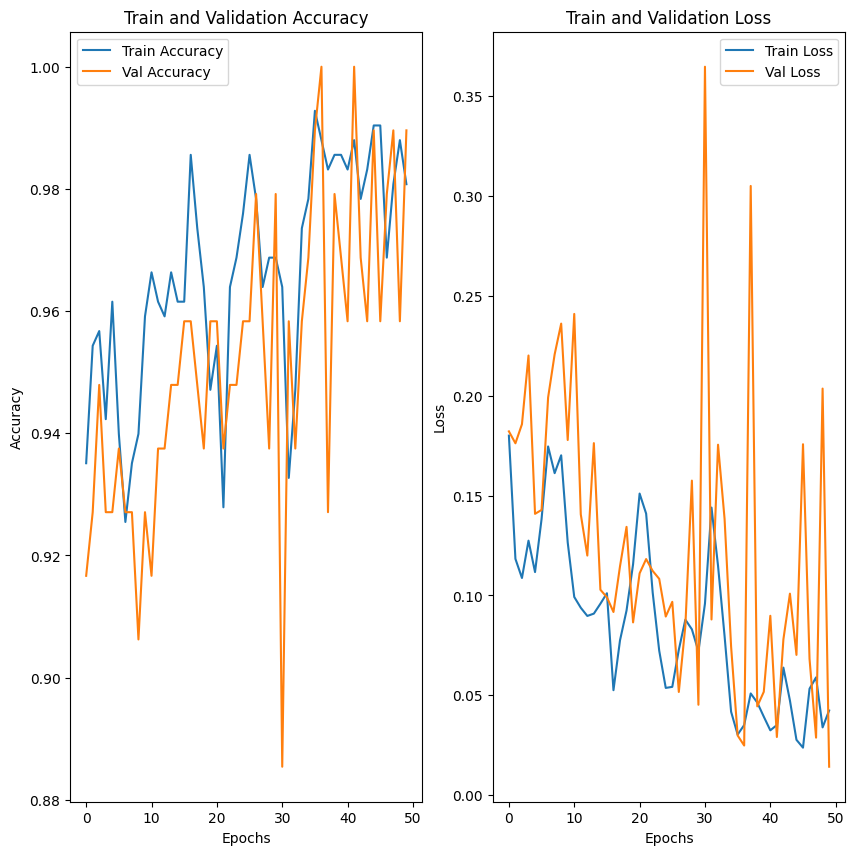 Train and Validation Accuracy
Train Accuracy
Val Accuracy
1.00
0.98
0.96
0.94
0.92
0.90
0.88
Accuracy
0
10
20
30
40
50
Epochs
Train and Validation Loss
Train Loss
Val Loss
0.35
0.30
0.25
0.20
0.15
0.10
0.05
0.00
Loss
0
10
20
30
40
50
Epochs